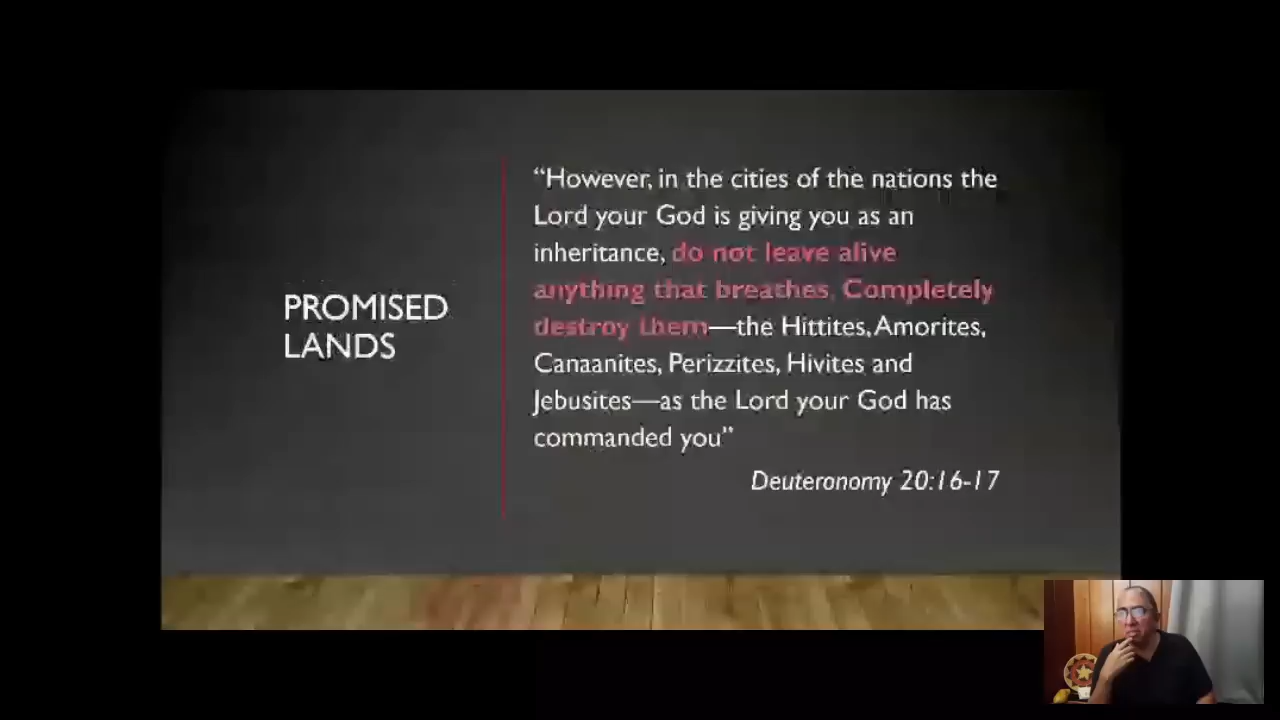 PROMISED
LANDS
“However, in the cities of the nations the
Lord your God is giving you as an
inheritance, do not leave alive
anything that breathes. Completely
destroy them—the Hittites, Amorites,
Canaanites, Perizzites, Hivites and
Jebusites—as the Lord your God has
commanded you”
Deuteronomy 20:16-17